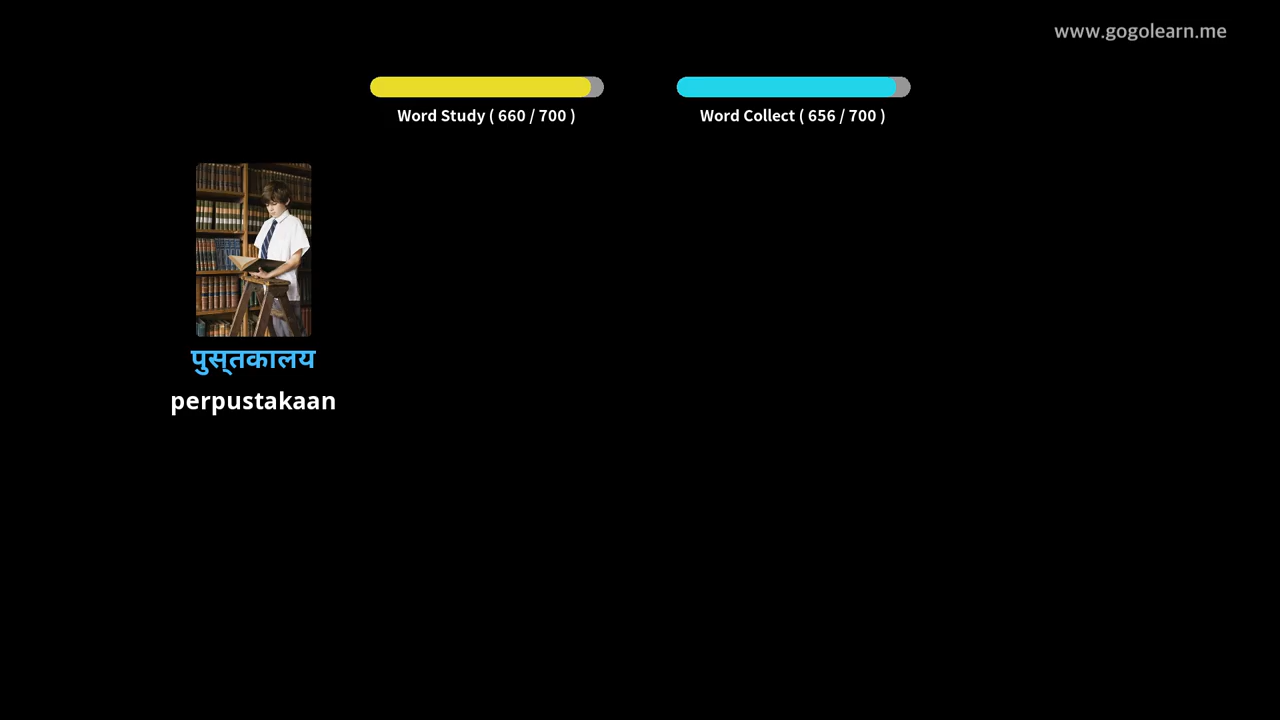 www.gogolearn.me
Word Study ( 660 / 700 )
Word Collect ( 656 / 700 )
पुस्तकालय
perpustakaan